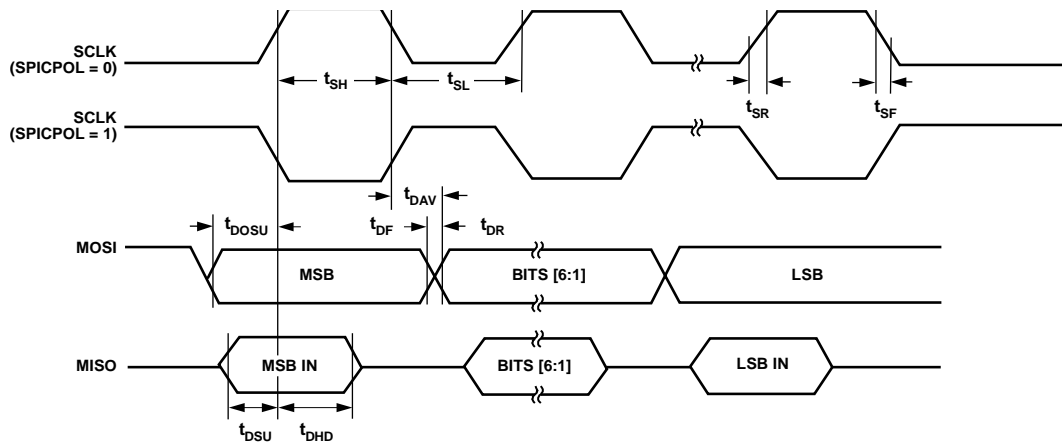 SCLK
(SPICPOL = 0)
tSH
tSL
tSR
tSF
SCLK
(SPICPOL = 1)
tDAV
tDOSU
tDF
tDR
MOSI
MSB
BITS [6:1]
LSB
MISO
MSB IN
BITS [6:1]
LSB IN
tDSU
tDHD